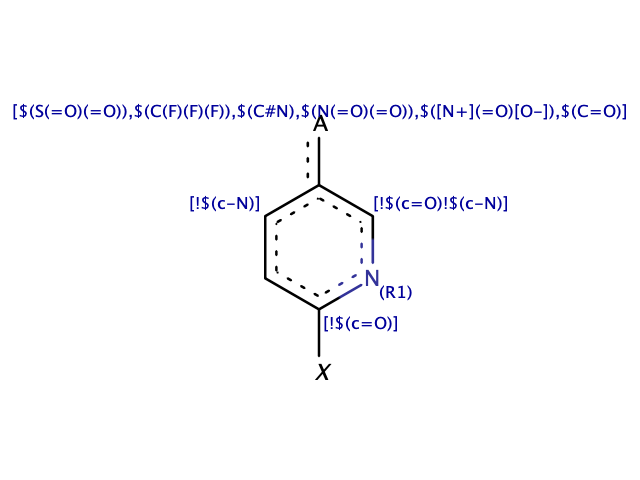 [$(S(=O)(=O)),$(C(F)(F)(F)),$(C#N),$(N(=O)(=O)),$([N+](=O)[O-]),$(C=O)]
A
[!$(c-N)] [!$(c=O)!$(c-N)]
N
(R1)
[!$(c=O)]
X